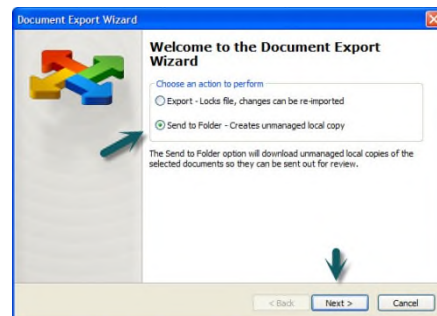 Document Export Wizard
Welcome to the Document Export
Wizard
Choose an action to perform
Export - Locks file, changes can be re-imported
Send to Folder - Creates unmanaged local copy
The Send to Folder option will download unmanaged local copies of the
selected documents so they can be sent out for review.
< Back
Next >
Cancel